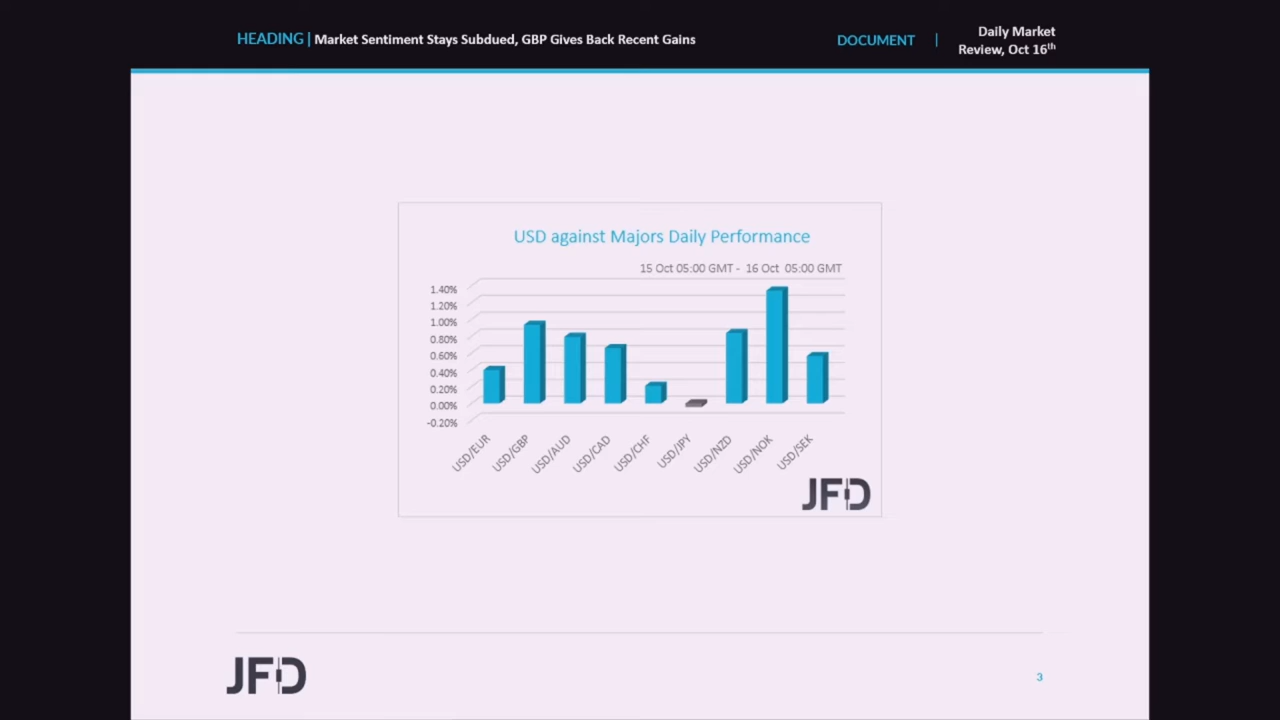 HEADING | Market Sentiment Stays Subdued, GBP Gives Back Recent Gains
DOCUMENT | Daily Market
Review, Oct 16th
USD against Majors Daily Performance
15 Oct 05:00 GMT - 16 Oct 05:00 GMT
1.40%
1.20%
1.00%
0.80%
0.60%
0.40%
0.20%
0.00%
-0.20%
USD/EUR
USD/GBP
USD/AUD
USD/CAD
USD/CHF
USD/JPY
USD/NZD
USD/NOK
USD/SEK
JFD
JFD
3